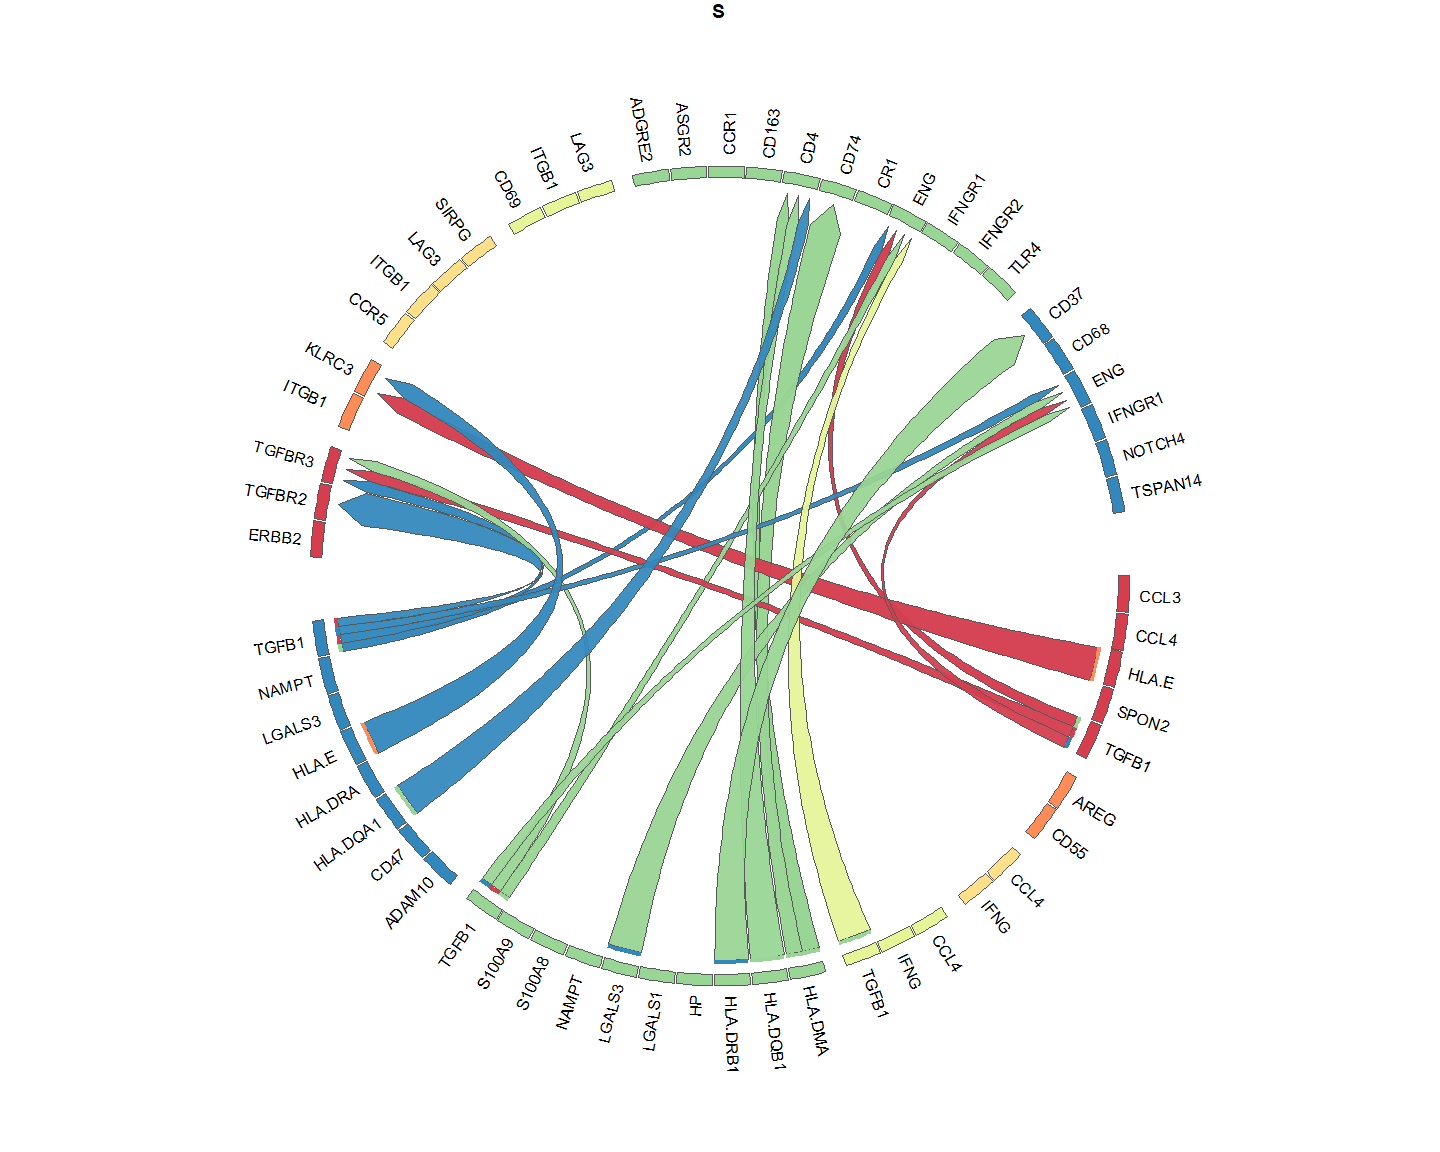 S
ADGRE2
ASGR2
CCR1
CD163
CD4
CD74
CR1
ENG
IFNGR1
IFNGR2
TLR4
CD37
CD68
ENG
IFNGR1
NOTCH4
TSPAN14
CCL3
CCL4
HLA.E
SPON2
TGFB1
AREG
CD55
CCL4
IFNG
CCL4
IFNG
TGFB1
HLA.DMA
HLA.DQB1
HLA.DRB1
HP
LGALS1
LGALS3
NAMPT
S100A8
S100A9
TGFB1
ADAM10
CD47
HLA.DQA1
HLA.DRA
HLA.E
LGALS3
NAMPT
TGFB1
ERBB2
TGFBR2
TGFBR3
ITGB1
KLRC3
CCR5
ITGB1
LAG3
SIRPG
CD69
ITGB1
LAG3